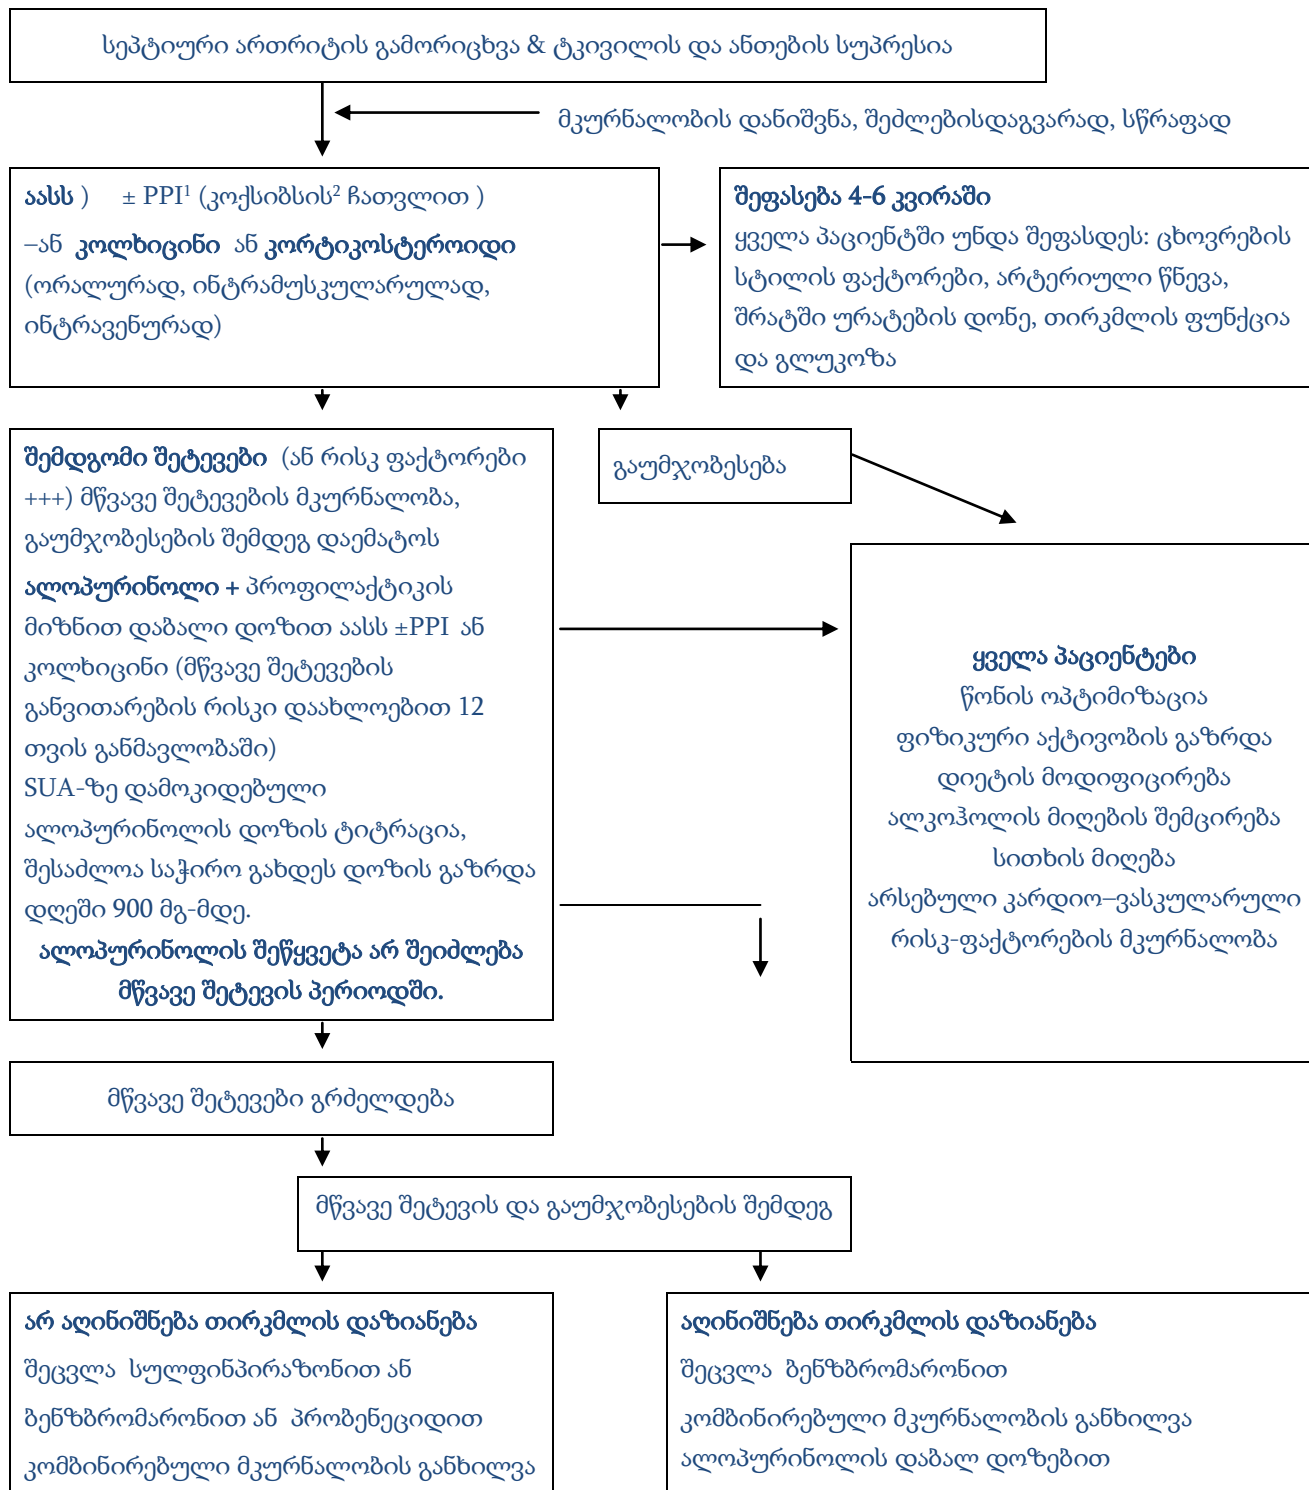 სეპტიური ართრიტის გამორიცხვა & ტკივილის და ანთების სუპრესია
მკურნალობის დანიშვნა, შეძლებისდაგვარად, სწრაფად
აასს ) ± PPI¹ (კოქსიბსის² ჩათვლით )
–ან კოლხიცინი ან კორტიკოსტეროიდი
(ორალურად, ინტრამუსკულარულად,
ინტრავენურად)
შეფასება 4-6 კვირაში
ყველა პაციენტში უნდა შეფასდეს: ცხოვრების
სტილის ფაქტორები, არტერიული წნევა,
შრატში ურატების დონე, თირკმლის ფუნქცია
და გლუკოზა
შემდგომი შეტევები (ან რისკ ფაქტორები
+++) მწვავე შეტევების მკურნალობა,
გაუმჯობესების შემდეგ დაემატოს
ალოპურინოლი + პროფილაქტიკის
მიზნით დაბალი დოზით აასს ±PPI ან
კოლხიცინი (მწვავე შეტევების
განვითარების რისკი დაახლოებით 12
თვის განმავლობაში)
SUA-ზე დამოკიდებული
ალოპურინოლის დოზის ტიტრაცია,
შესაძლოა საჭირო გახდეს დოზის გაზრდა
დღეში 900 მგ-მდე.
ალოპურინოლის შეწყვეტა არ შეიძლება
მწვავე შეტევის პერიოდში.
გაუმჯობესება
ყველა პაციენტები
წონის ოპტიმიზაცია
ფიზიკური აქტივობის გაზრდა
დიეტის მოდიფიცირება
ალკოჰოლის მიღების შემცირება
სითხის მიღება
არსებული კარდიო–ვასკულარული
რისკ-ფაქტორების მკურნალობა
მწვავე შეტევები გრძელდება
მწვავე შეტევის და გაუმჯობესების შემდეგ
არ აღინიშნება თირკმლის დაზიანება
შეცვლა სულფინპირაზონით ან
ბენზბრომარონით ან პრობენეციდით
კომბინირებული მკურნალობის განხილვა
აღინიშნება თირკმლის დაზიანება
შეცვლა ბენზბრომარონით
კომბინირებული მკურნალობის განხილვა
ალოპურინოლის დაბალ დოზებით